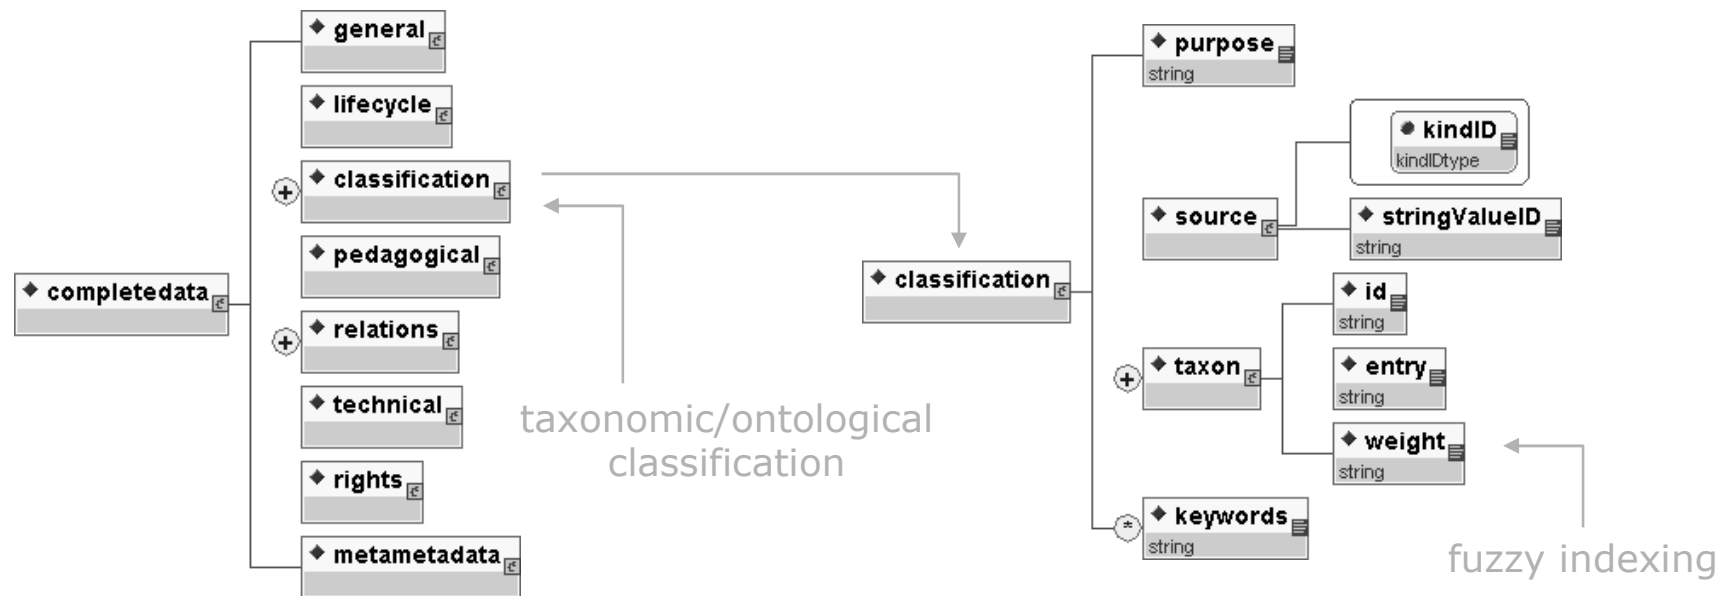 general
lifecycle
+
classification
pedagogical
completedata
+
relations
technical
rights
metametadata
taxonomic/ontological
classification
classification
purpose
string
kindID
kindIDtype
source
stringValueID
string
id
string
+
taxon
entry
string
weight
string
*
keywords
string
fuzzy indexing